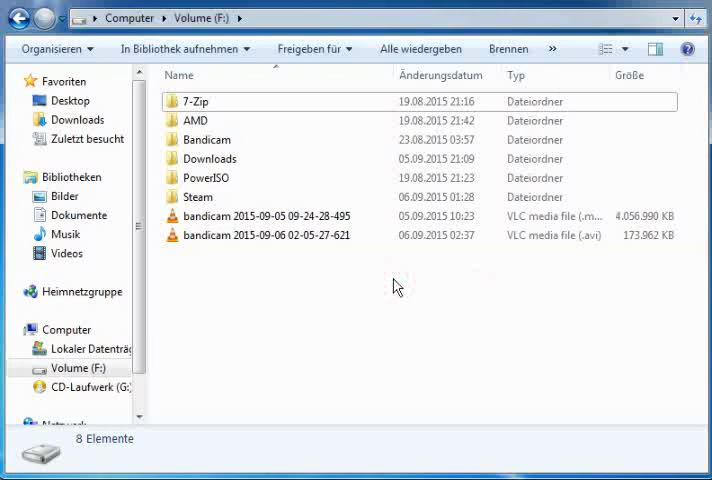 Computer Volume (F:)
Organisieren In Bibliothek aufnehmen Freigeben für Alle wiedergeben Brennen »
Name Änderungsdatum Typ Größe
Favoriten
Desktop
Downloads
Zuletzt besucht
Bibliotheken
Bilder
Dokumente
Musik
Videos
Heimnetzgruppe
Computer
Lokaler Datenträg
Volume (F:)
CD-Laufwerk (G:)
7-Zip 19.08.2015 21:16 Dateiordner
AMD 19.08.2015 21:42 Dateiordner
Bandicam 23.08.2015 03:57 Dateiordner
Downloads 05.09.2015 21:09 Dateiordner
PowerISO 19.08.2015 21:23 Dateiordner
Steam 06.09.2015 01:28 Dateiordner
bandicam 2015-09-05 09-24-28-495 05.09.2015 10:23 VLC media file (.m... 4.056.990 KB
bandicam 2015-09-06 02-05-27-621 06.09.2015 02:37 VLC media file (.avi) 173.962 KB
8 Elemente